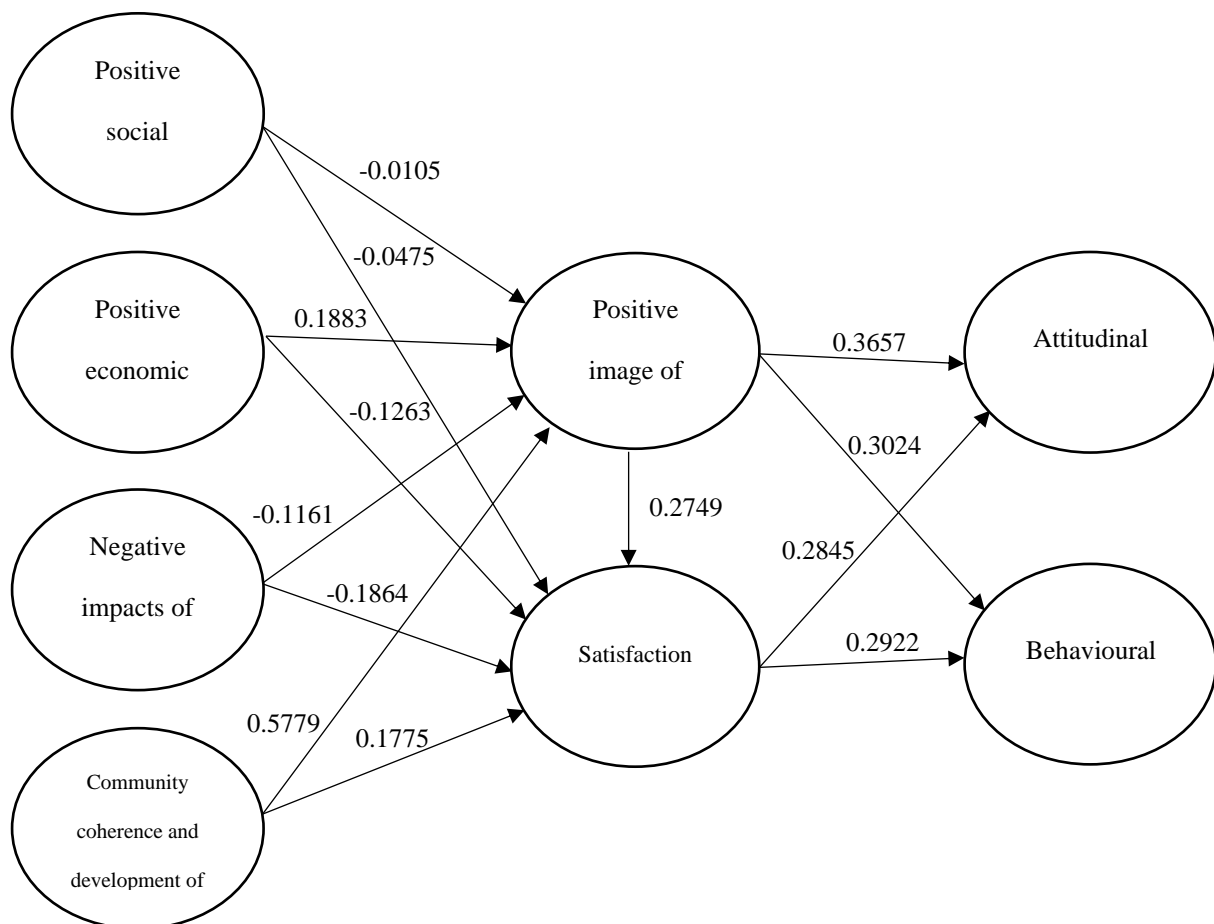 Positive
social
-0.0105
-0.0475
Positive
economic
0.1883
-0.1263
Positive
image of
0.3657
Attitudinal
0.3024
Negative
impacts of
-0.1161
-0.1864
0.2749
0.2845
Satisfaction
0.2922
Behavioural
0.5779
0.1775
Community
coherence and
development of